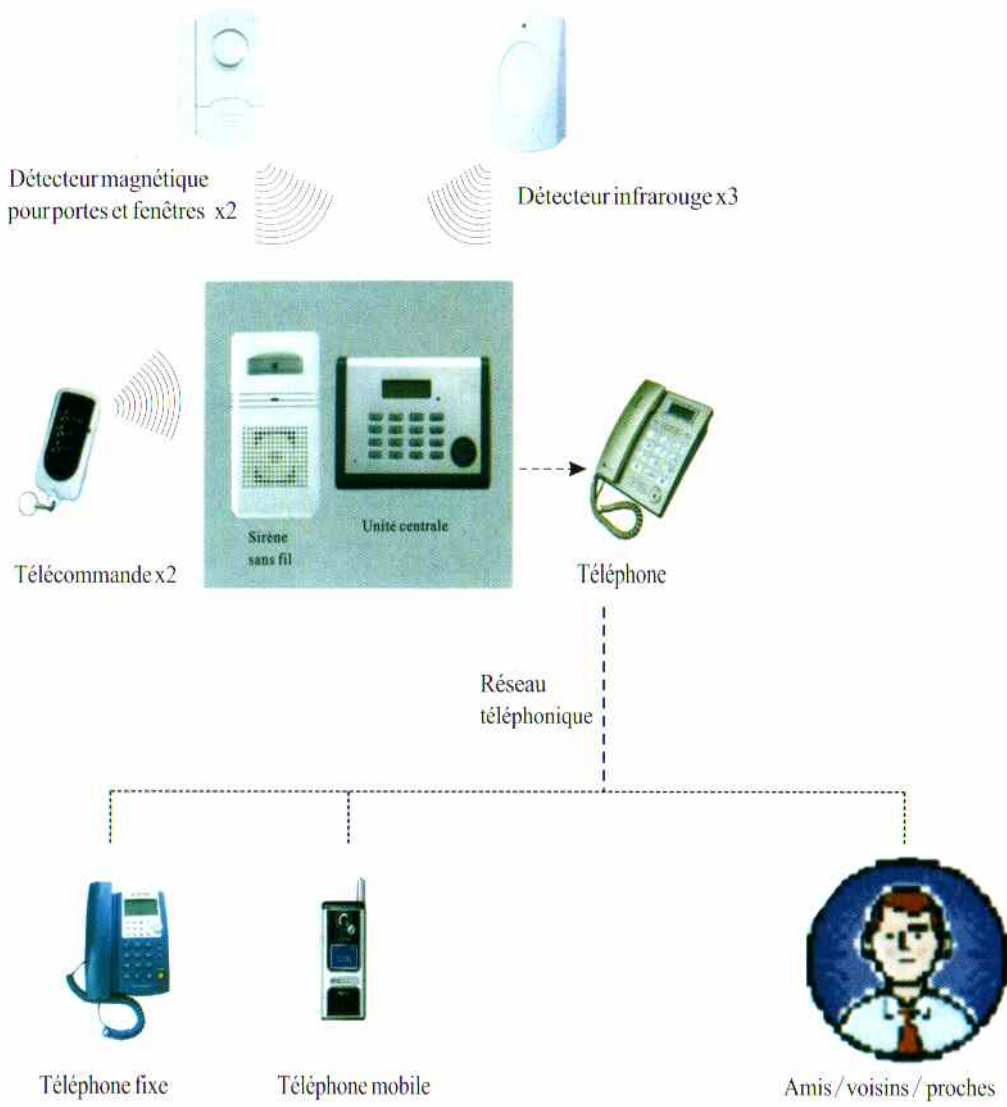 Détecteur magnétique
pour portes et fenêtres x2
Détecteur infrarouge x3
Sirène
sans fil
Unité centrale
Télécommande x2
Téléphone
Réseau
téléphonique
Téléphone fixe
Téléphone mobile
Amis / voisins / proches